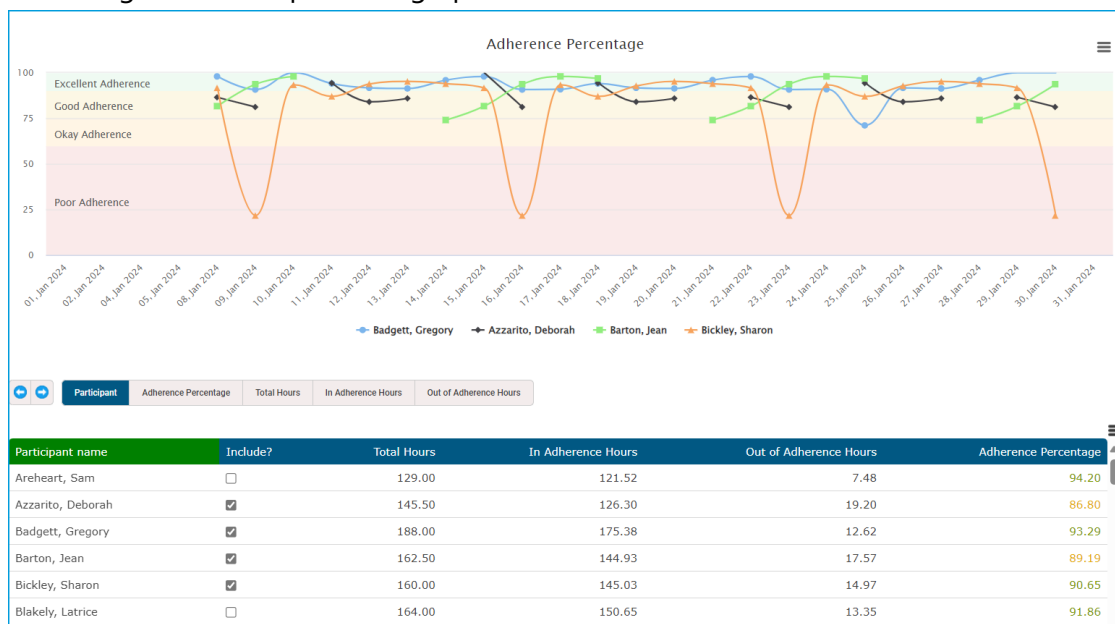 Adherence Percentage
100
Excellent Adherence
Good Adherence
75
Okay Adherence
50
25
Poor Adherence
0
01, Jan 2024
02, Jan 2024
04, Jan 2024
05, Jan 2024
08, Jan 2024
09, Jan 2024
10, Jan 2024
11, Jan 2024
12, Jan 2024
13, Jan 2024
14, Jan 2024
15, Jan 2024
16, Jan 2024
17, Jan 2024
18, Jan 2024
19, Jan 2024
20, Jan 2024
21, Jan 2024
22, Jan 2024
23, Jan 2024
24, Jan 2024
25, Jan 2024
26, Jan 2024
27, Jan 2024
28, Jan 2024
29, Jan 2024
30, Jan 2024
31, Jan 2024
Badgett, Gregory Azzarito, Deborah Barton, Jean Bickley, Sharon
Participant Adherence Percentage Total Hours In Adherence Hours Out of Adherence Hours
Participant name Include? Total Hours In Adherence Hours Out of Adherence Hours Adherence Percentage
Areheart, Sam 129.00 121.52 7.48 94.20
Azzarito, Deborah 145.50 126.30 19.20 86.80
Badgett, Gregory 188.00 175.38 12.62 93.29
Barton, Jean 162.50 144.93 17.57 89.19
Bickley, Sharon 160.00 145.03 14.97 90.65
Blakely, Latrice 164.00 150.65 13.35 91.86